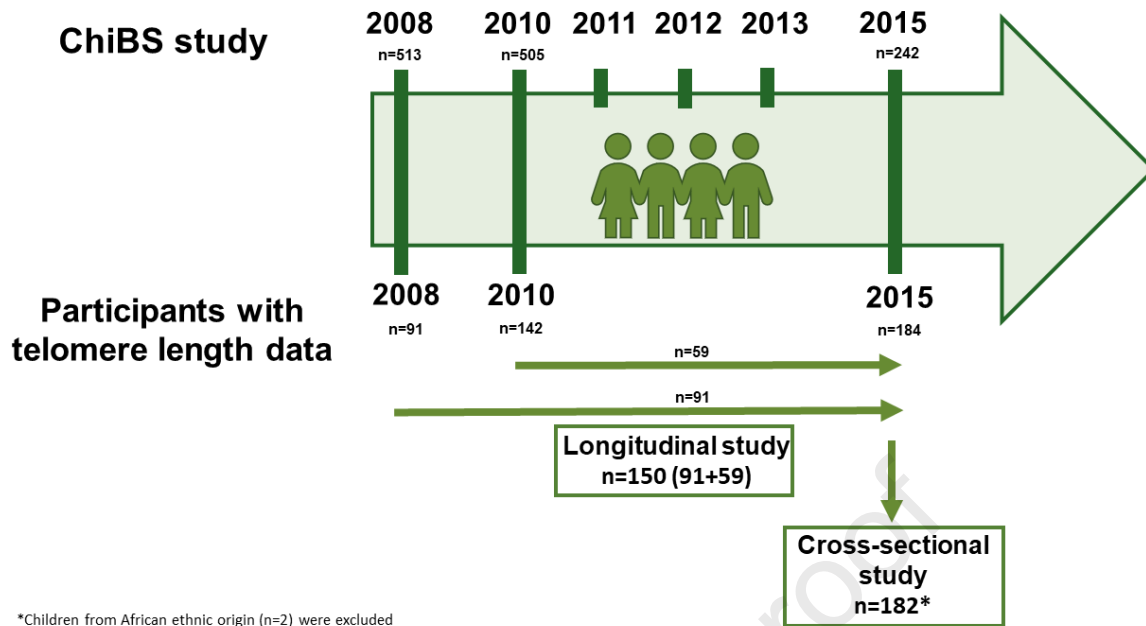 ChiBS study
2008 2010 2011 2012 2013 2015
n=513 n=505 n=242
Participants with
telomere length data
2008 2010 2015
n=91 n=142 n=184
n=59
n=91
Longitudinal study
n=150 (91+59)
Cross-sectional
study
n=182*
*Children from African ethnic origin (n=2) were excluded
roof